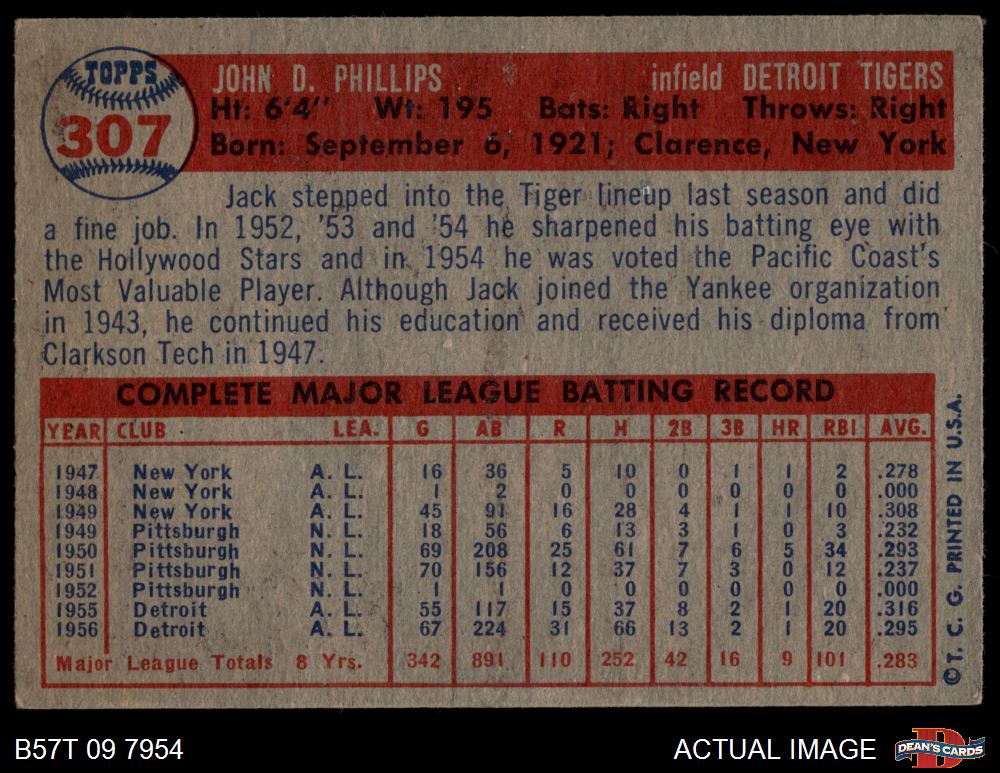 TOPPS
307
JOHN D. PHILLIPS infield DETROIT TIGERS
Ht: 6'4" Wt: 195 Bats: Right Throws: Right
Born: September 6, 1921; Clarence, New York
Jack stepped into the Tiger lineup last season and did
a fine job. In 1952, '53 and '54 he sharpened his batting eye with
the Hollywood Stars and in 1954 he was voted the Pacific Coast's
Most Valuable Player. Although Jack joined the Yankee organization
in 1943, he continued his education and received his diploma from
Clarkson Tech in 1947.
COMPLETE MAJOR LEAGUE BATTING RECORD
YEAR CLUB LEA. G AB R H 2B 3B HR RBI AVG.
1947 New York A. L. 16 36 5 10 0 1 1 2 .278
1948 New York A. L. 1 2 0 0 0 0 0 0 .000
1949 New York A. L. 45 91 16 28 4 1 1 10 .308
1949 Pittsburgh N. L. 18 56 6 13 3 1 0 3 .232
1950 Pittsburgh N. L. 69 208 25 61 7 6 5 34 .293
1951 Pittsburgh N. L. 70 156 12 37 7 3 0 12 .237
1952 Pittsburgh N. L. 1 1 0 0 0 0 0 0 .000
1955 Detroit A. L. 55 117 15 37 8 2 1 20 .316
1956 Detroit A. L. 67 224 31 66 13 2 1 20 .295
Major League Totals 8 Yrs. 342 891 110 252 42 16 9 101 .283
©T. C. G. PRINTED IN U.S.A.
B57T 09 7954
ACTUAL IMAGE
D
DEAN'S CARDS